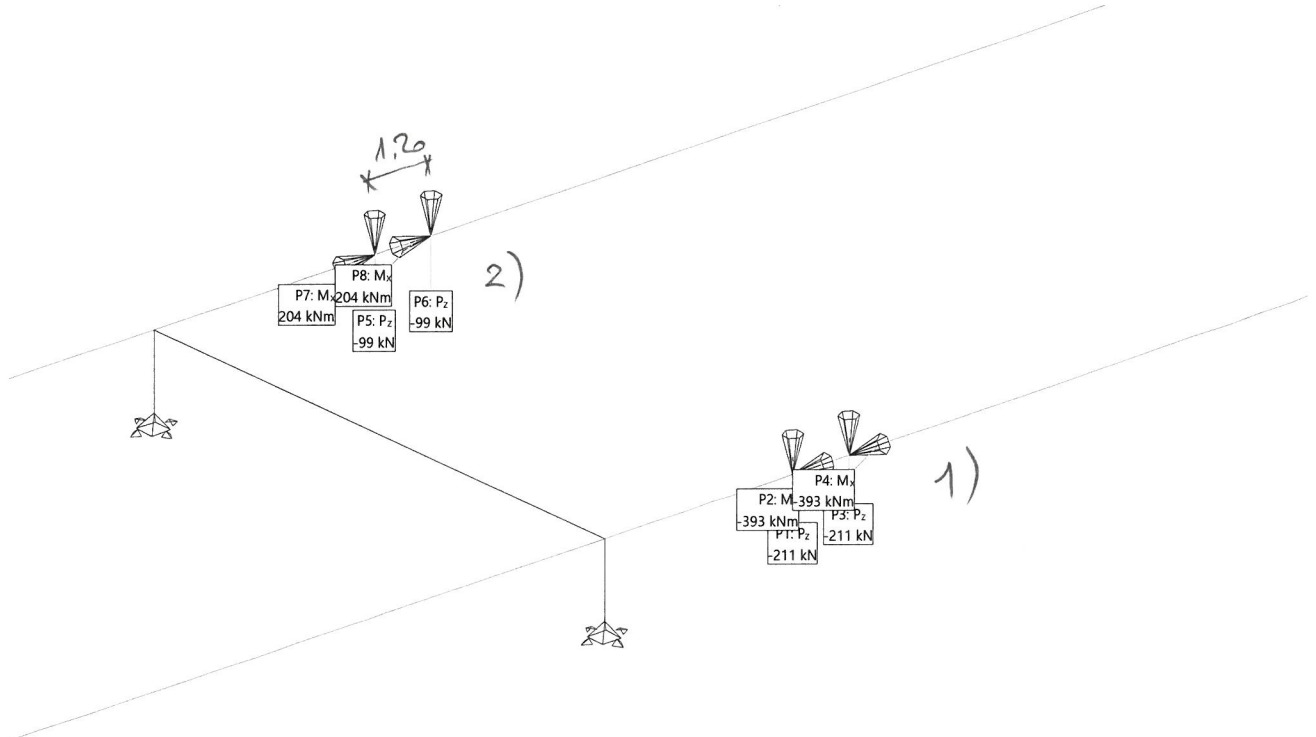 1,20
2)
P8: Mx
204 kNm
P7: Mx
204 kNm
P6: Pz
-99 kN
P5: Pz
-99 kN
1)
P4: Mx
-393 kNm
P2: M
-393 kNm
P3: Pz
-211 kN
P1: Pz
-211 kN